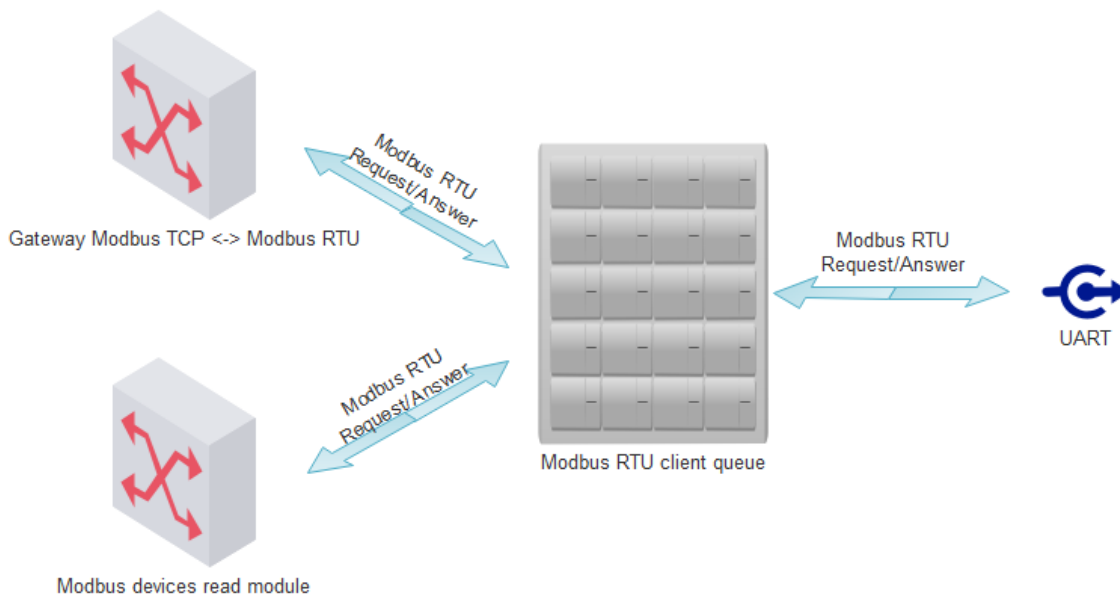 Modbus RTU
Request/Answer
Gateway Modbus TCP <-> Modbus RTU
Modbus RTU
Request/Answer
UART
Modbus RTU
Request/Answer
Modbus RTU client queue
Modbus devices read module